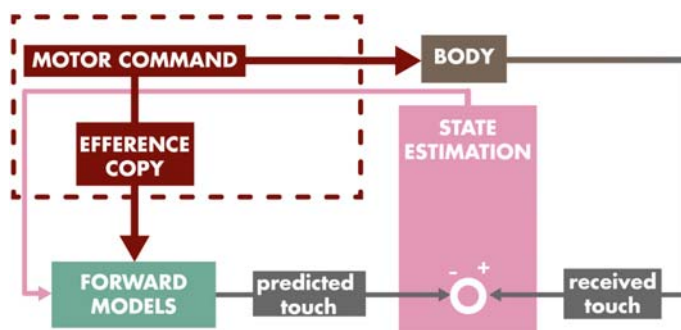 MOTOR COMMAND
BODY
EFFERENCE
COPY
STATE
ESTIMATION
- +
FORWARD
MODELS
predicted
touch
received
touch